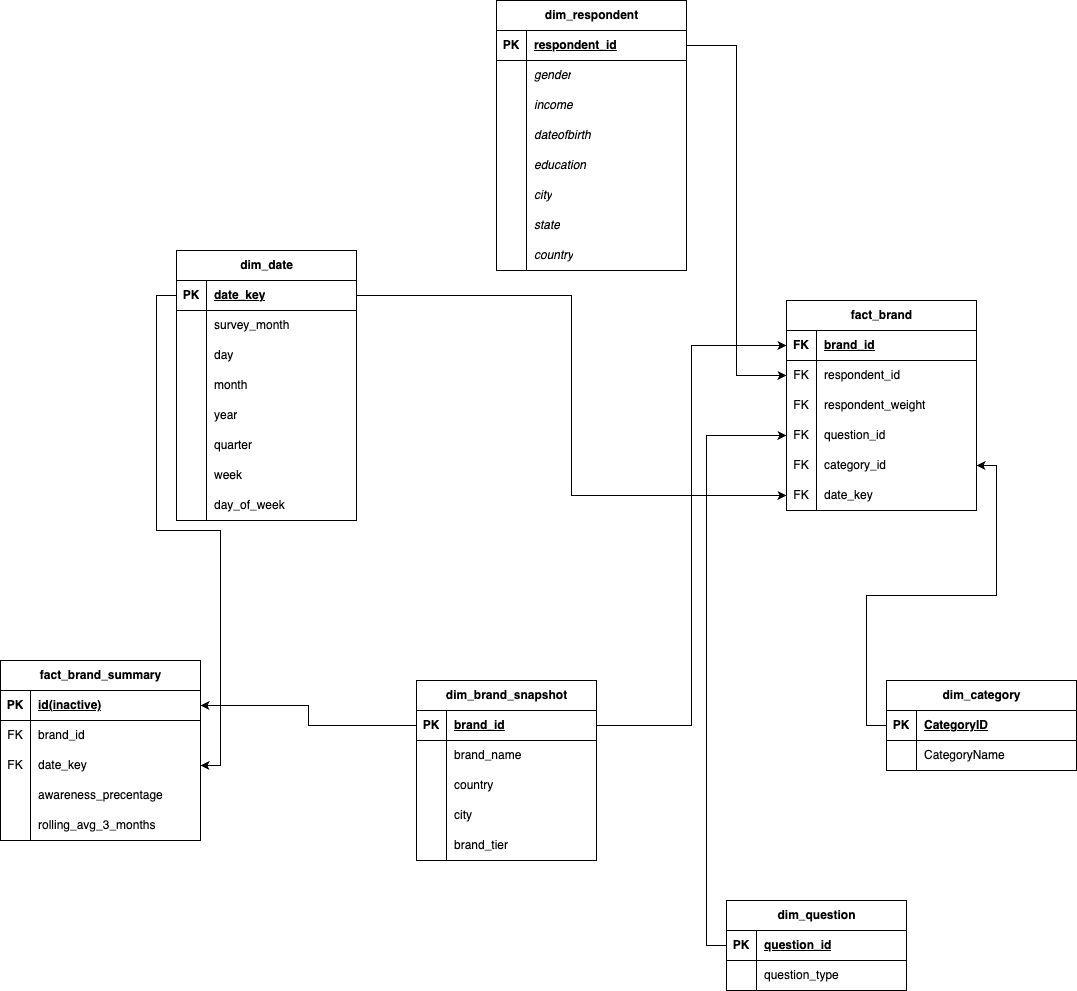 dim_respondent
PK respondent_id
gender
income
dateofbirth
education
city
state
country
dim_date
PK date_key
survey_month
day
month
year
quarter
week
day_of_week
fact_brand
FK brand_id
FK respondent_id
FK respondent_weight
FK question_id
FK category_id
FK date_key
fact_brand_summary
PK id(inactive)
FK brand_id
FK date_key
awareness_precentage
rolling_avg_3_months
dim_brand_snapshot
PK brand_id
brand_name
country
city
brand_tier
dim_category
PK CategoryID
CategoryName
dim_question
PK question_id
question_type